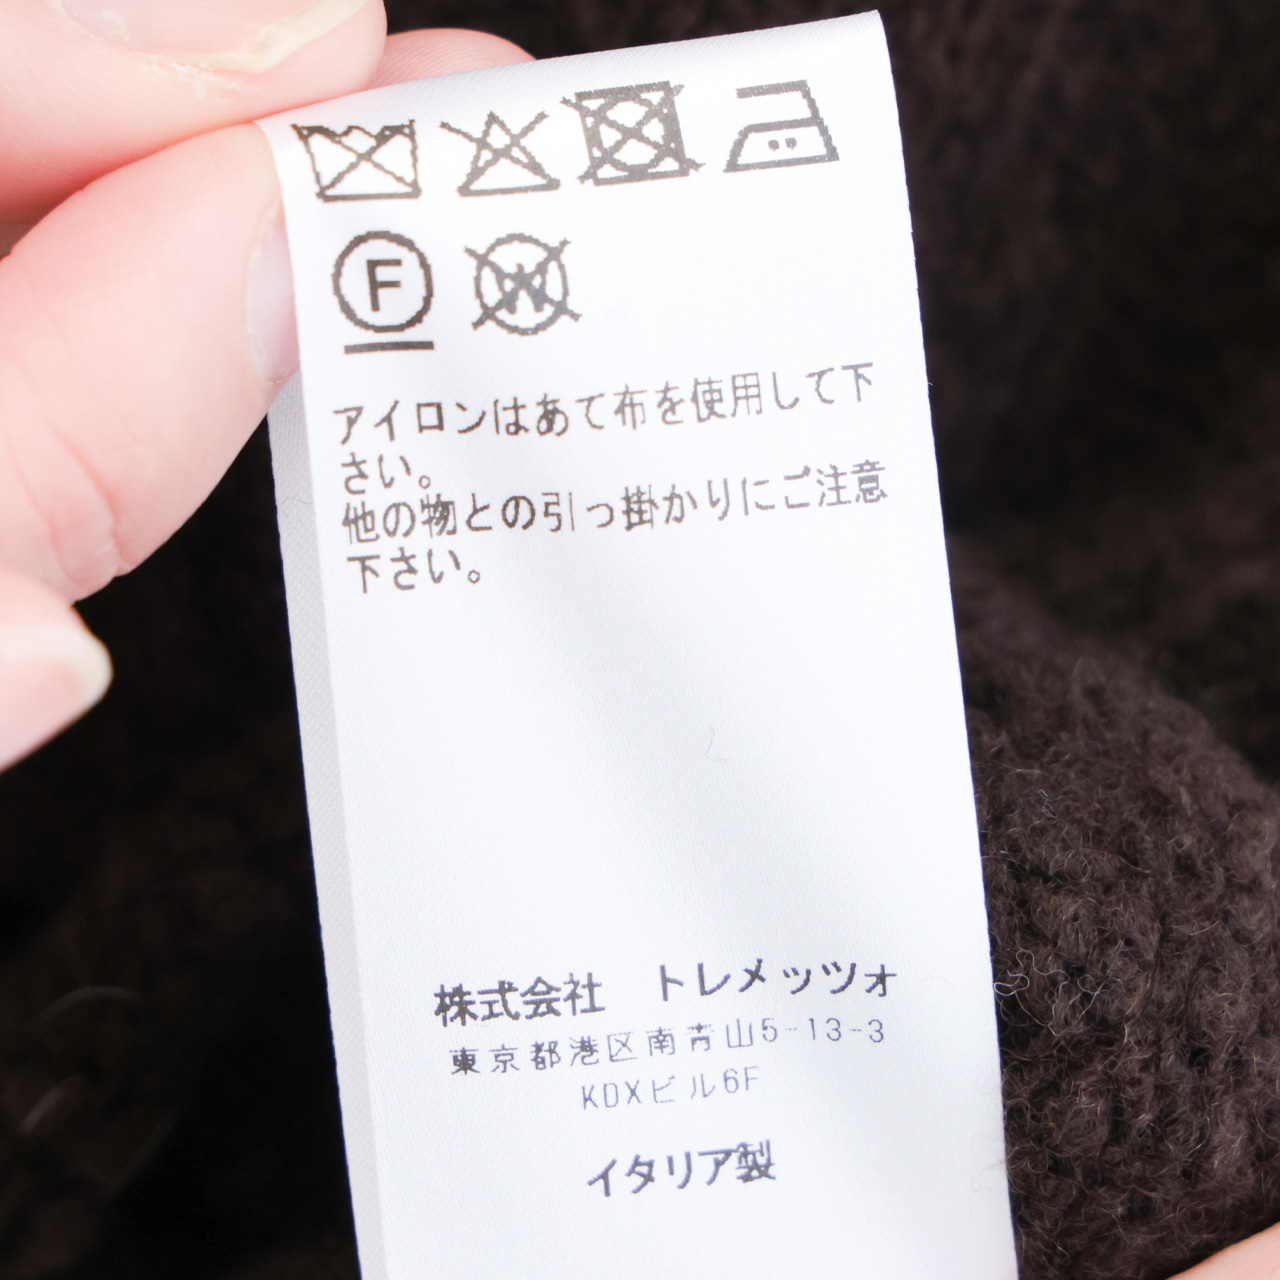 F
W
アイロンはあて布を使用して下
さい。
他の物との引っ掛かりにご注意
下さい。
株式会社 トレメッツォ
東京都港区南青山5-13-3
KDXビル6F
イタリア製